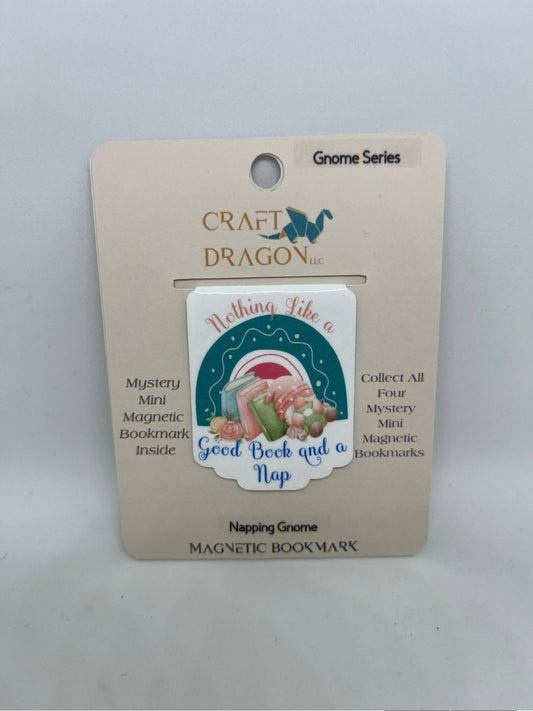 Gnome Series
CRAFT
DRAGON LLC
Nothing Like a
Good Book and a
Nap
Mystery
Mini
Magnetic
Bookmark
Inside
Collect All
Four
Mystery
Mini
Magnetic
Bookmarks
Napping Gnome
MAGNETIC BOOKMARK